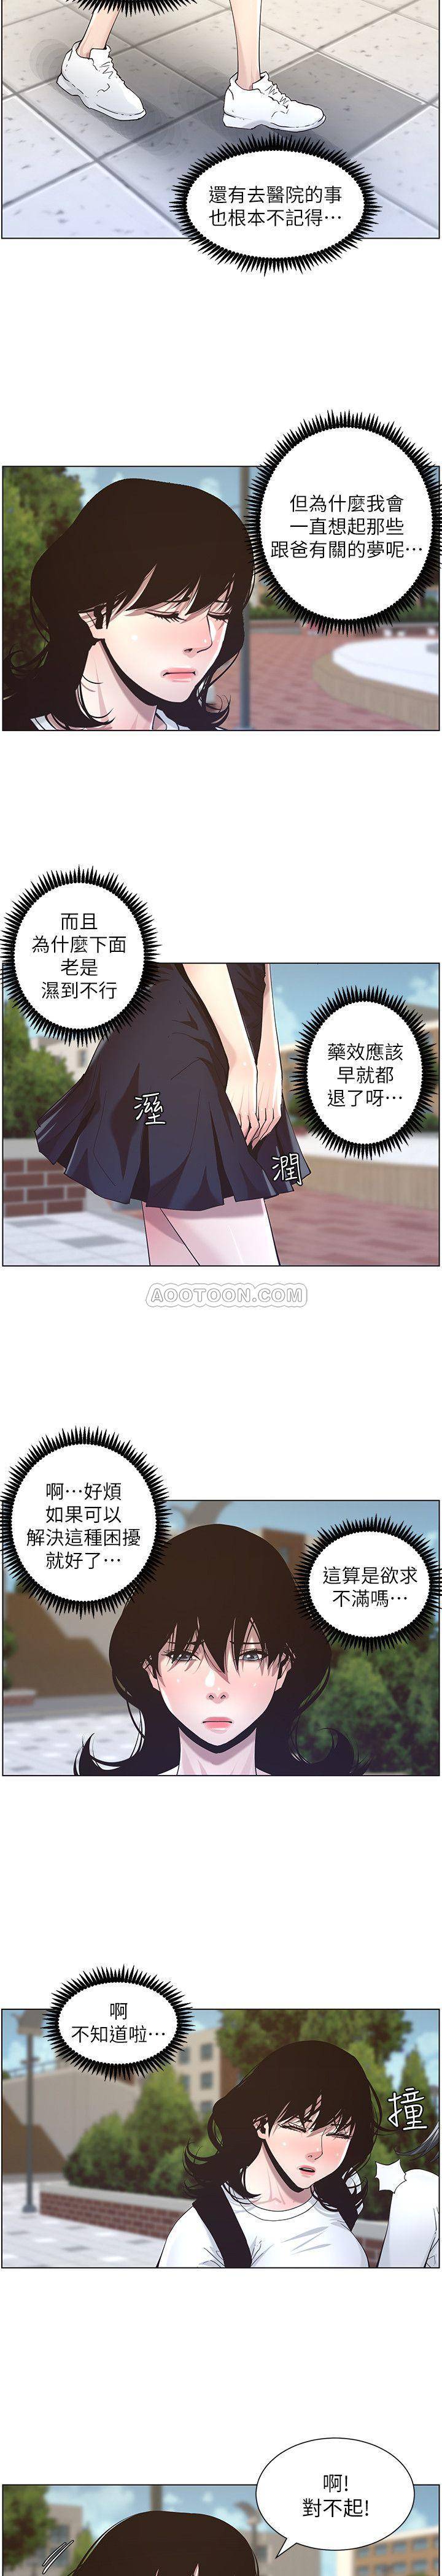 還有去醫院的事
也根本不記得…
但為什麼我會
一直想起那些
跟爸有關的夢呢…
而且
為什麼下面
老是
濕到不行
藥效應該
早就都
退了呀…
溼
潤
AOOTOON.COM
啊…好煩
如果可以
解決這種困擾
就好了…
這算是欲求
不滿嗎…
啊
不知道啦…
撞
啊!
對不起!